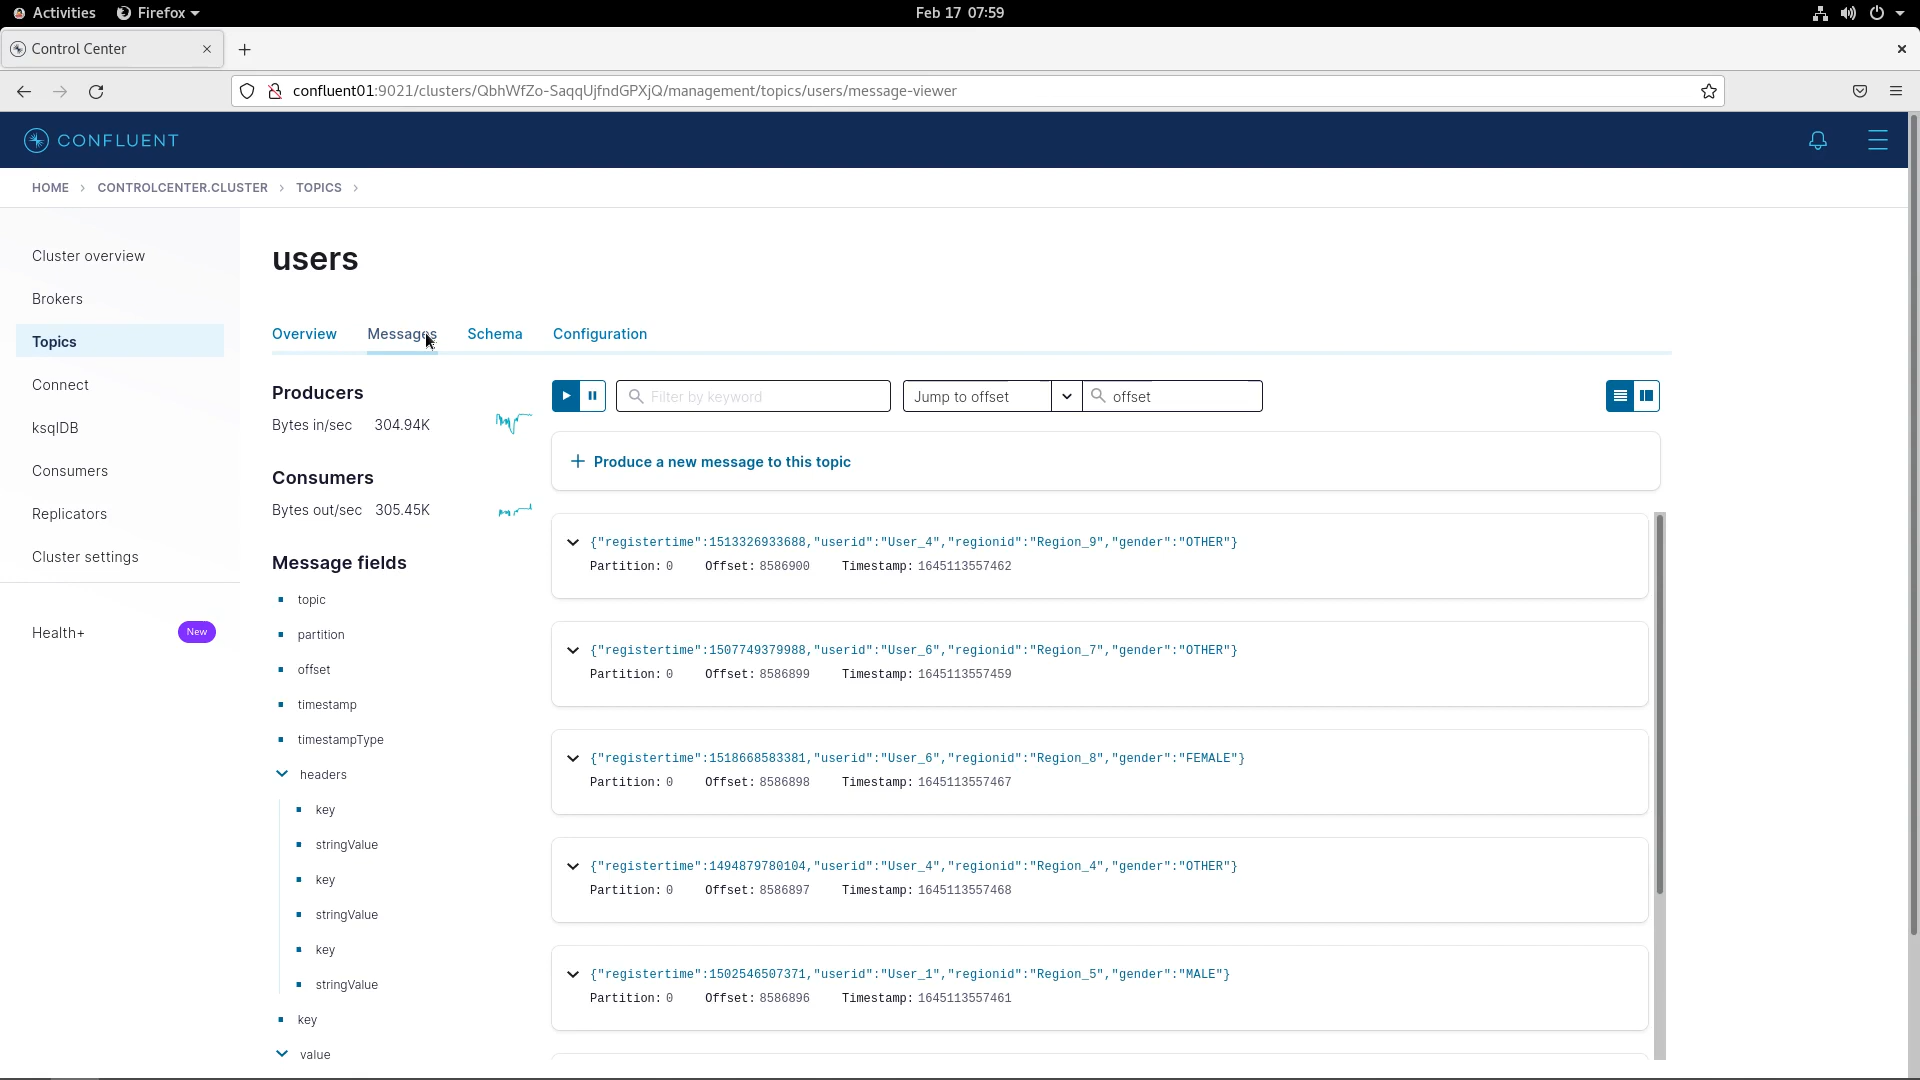 Activities
Firefox
Feb 17 07:59
Control Center
confluent01:9021/clusters/QbhWfZo-SaqqUjfndGPXjQ/management/topics/users/message-viewer
CONFLUENT
HOME > CONTROLCENTER.CLUSTER > TOPICS >
Cluster overview
Brokers
Topics
Connect
ksqlDB
Consumers
Replicators
Cluster settings
Health+ New
users
Overview Messages Schema Configuration
Producers
Bytes in/sec 304.94K
Consumers
Bytes out/sec 305.45K
Message fields
topic
partition
offset
timestamp
timestampType
headers
key
stringValue
key
stringValue
key
stringValue
key
value
Filter by keyword
Jump to offset
offset
+ Produce a new message to this topic
{"registertime":1513326933688,"userid":"User_4","regionid":"Region_9","gender":"OTHER"}
Partition: 0 Offset: 8586900 Timestamp: 1645113557462
{"registertime":1507749379988,"userid":"User_6","regionid":"Region_7","gender":"OTHER"}
Partition: 0 Offset: 8586899 Timestamp: 1645113557459
{"registertime":1518668583381,"userid":"User_6","regionid":"Region_8","gender":"FEMALE"}
Partition: 0 Offset: 8586898 Timestamp: 1645113557467
{"registertime":1494879780104,"userid":"User_4","regionid":"Region_4","gender":"OTHER"}
Partition: 0 Offset: 8586897 Timestamp: 1645113557468
{"registertime":1502546507371,"userid":"User_1","regionid":"Region_5","gender":"MALE"}
Partition: 0 Offset: 8586896 Timestamp: 1645113557461